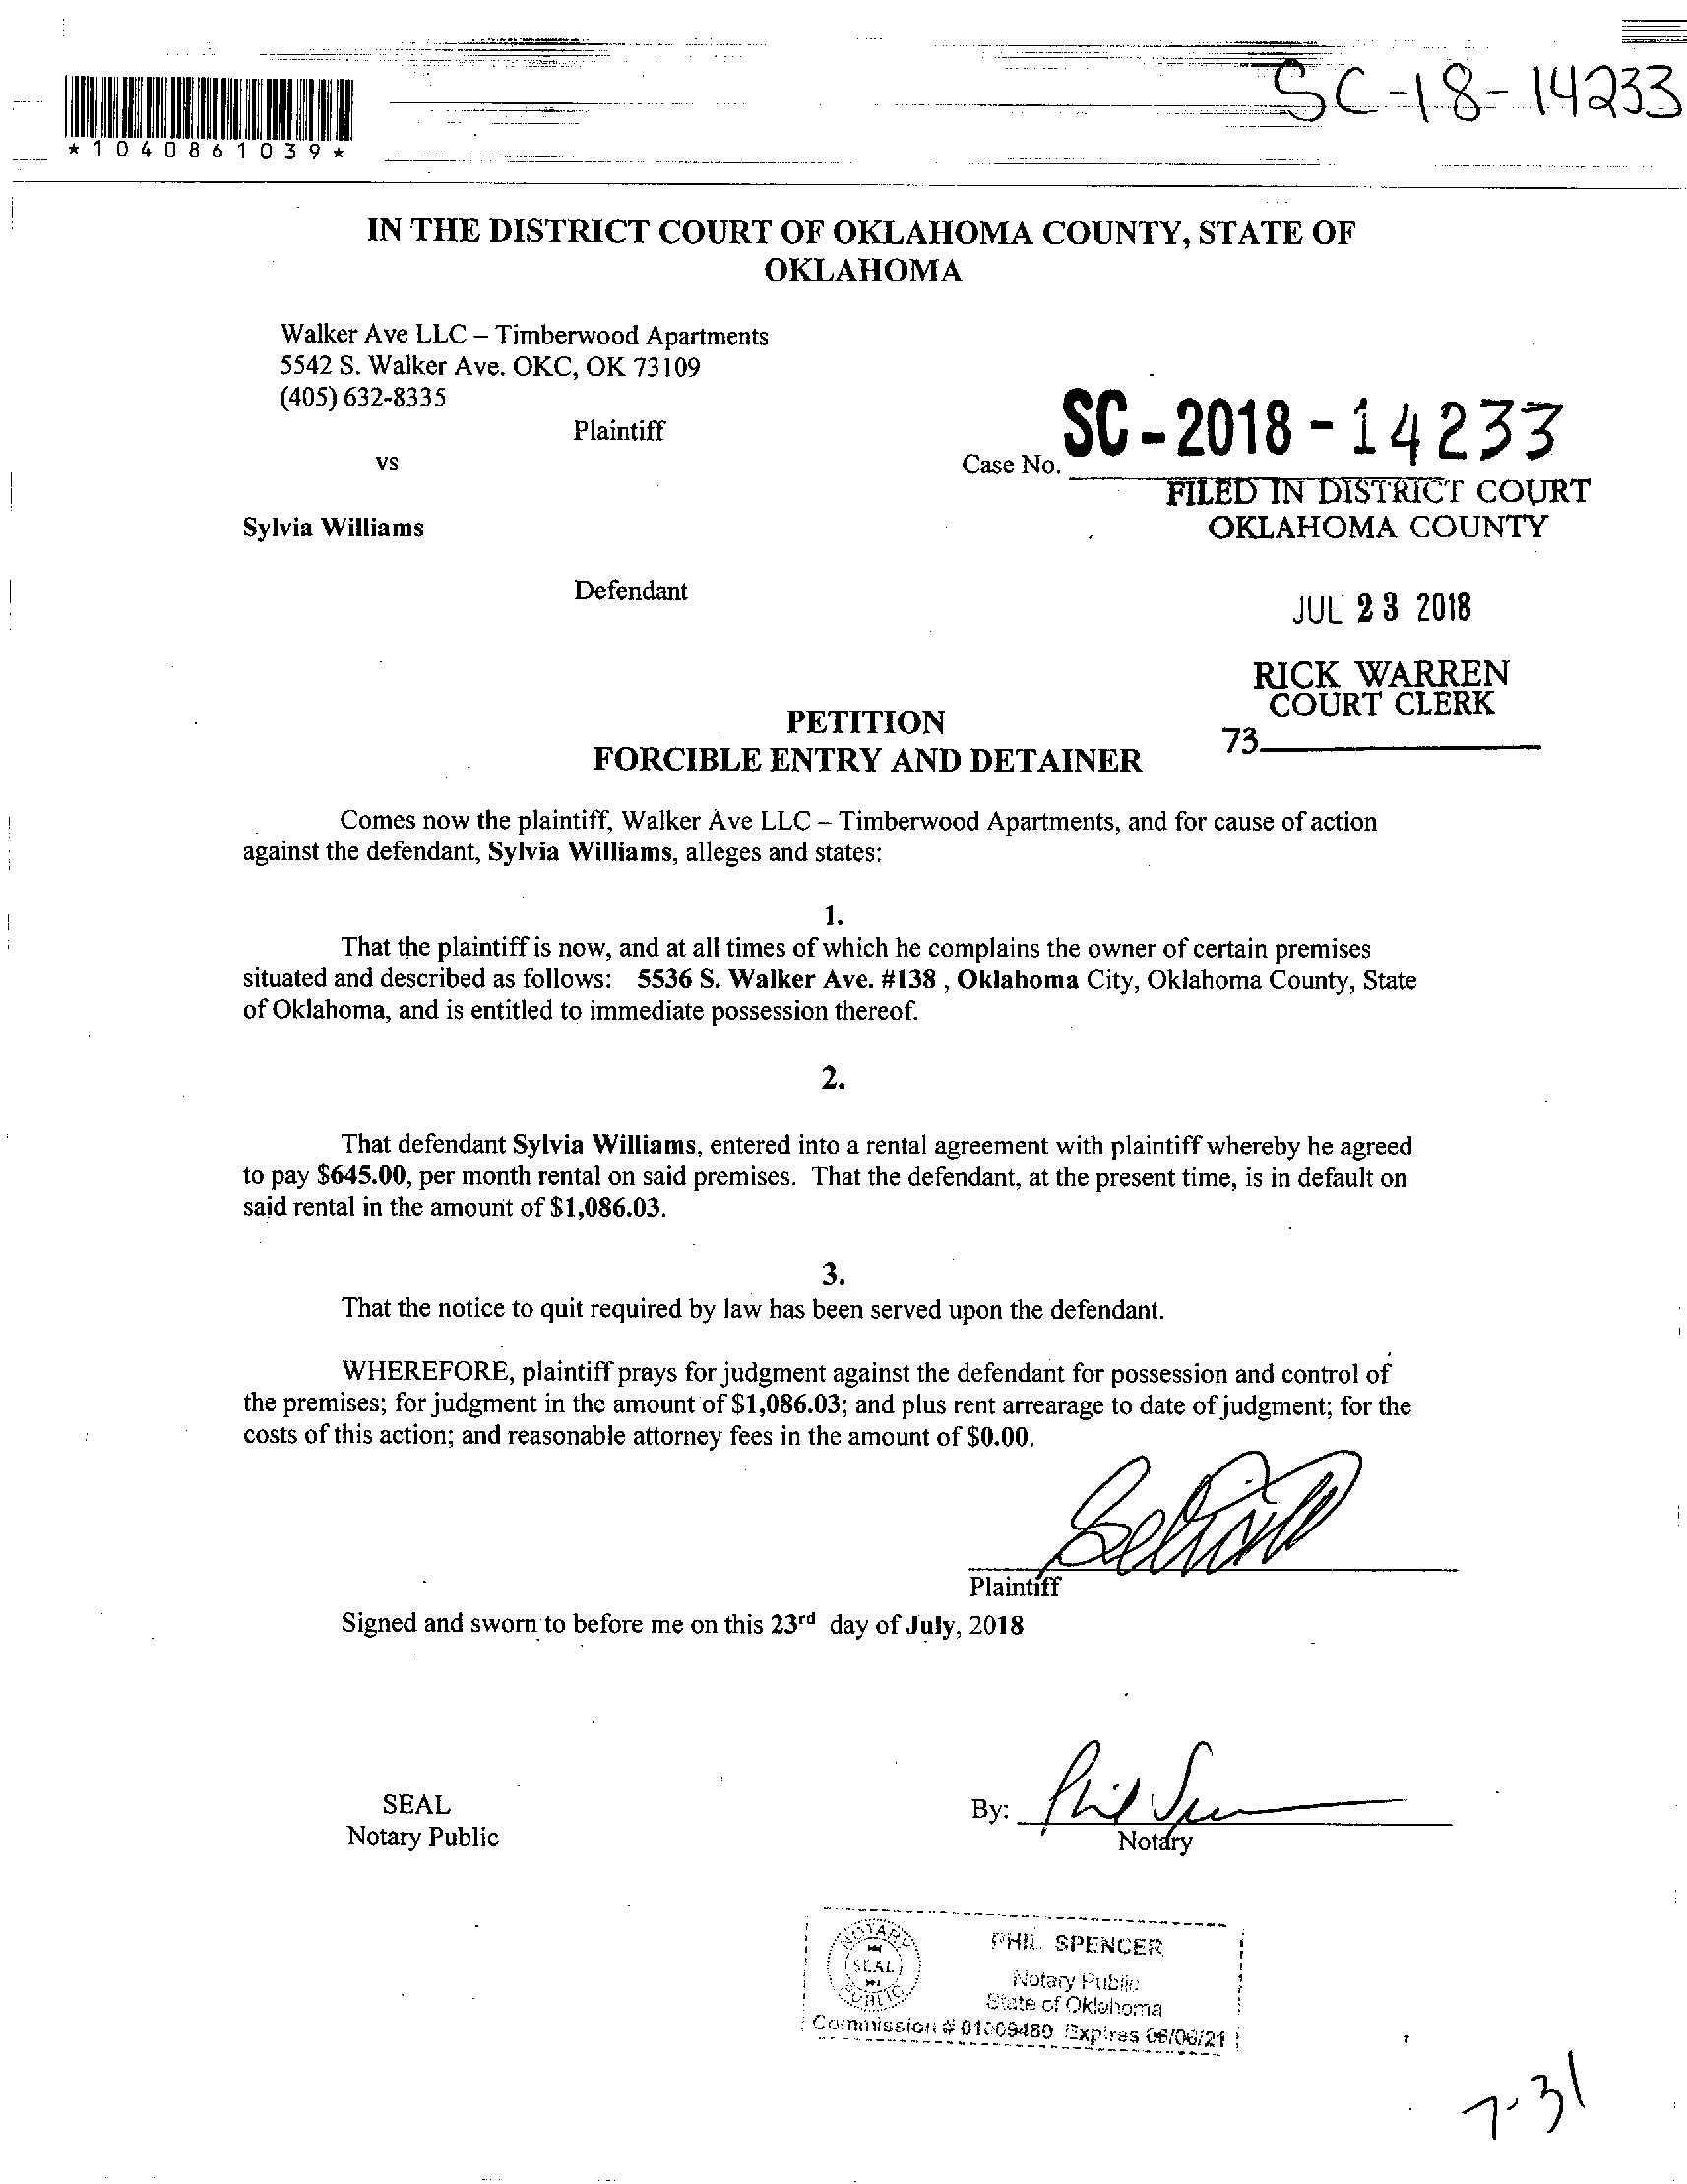 SC-18-14233
*1040861039*
IN THE DISTRICT COURT OF OKLAHOMA COUNTY, STATE OF
OKLAHOMA
Walker Ave LLC – Timberwood Apartments
5542 S. Walker Ave. OKC, OK 73109
(405) 632-8335
Plaintiff
vs
Case No. SC-2018-14233
FILED IN DISTRICT COURT
OKLAHOMA COUNTY
Sylvia Williams
Defendant
JUL 23 2018
RICK WARREN
COURT CLERK
73
PETITION
FORCIBLE ENTRY AND DETAINER
Comes now the plaintiff, Walker Ave LLC – Timberwood Apartments, and for cause of action
against the defendant, Sylvia Williams, alleges and states:
1.
That the plaintiff is now, and at all times of which he complains the owner of certain premises
situated and described as follows: 5536 S. Walker Ave. #138 , Oklahoma City, Oklahoma County, State
of Oklahoma, and is entitled to immediate possession thereof.
2.
That defendant Sylvia Williams, entered into a rental agreement with plaintiff whereby he agreed
to pay $645.00, per month rental on said premises. That the defendant, at the present time, is in default on
said rental in the amount of $1,086.03.
3.
That the notice to quit required by law has been served upon the defendant.
WHEREFORE, plaintiff prays for judgment against the defendant for possession and control of
the premises; for judgment in the amount of $1,086.03; and plus rent arrearage to date of judgment; for the
costs of this action; and reasonable attorney fees in the amount of $0.00.
Plaintiff
Signed and sworn to before me on this 23rd day of July, 2018
SEAL
Notary Public
By:
Notary
NOTARY
SEAL
PUBLIC
PHIL SPENCER
Notary Public
State of Oklahoma
Commission # 01009480 Expires 06/06/21
7-31